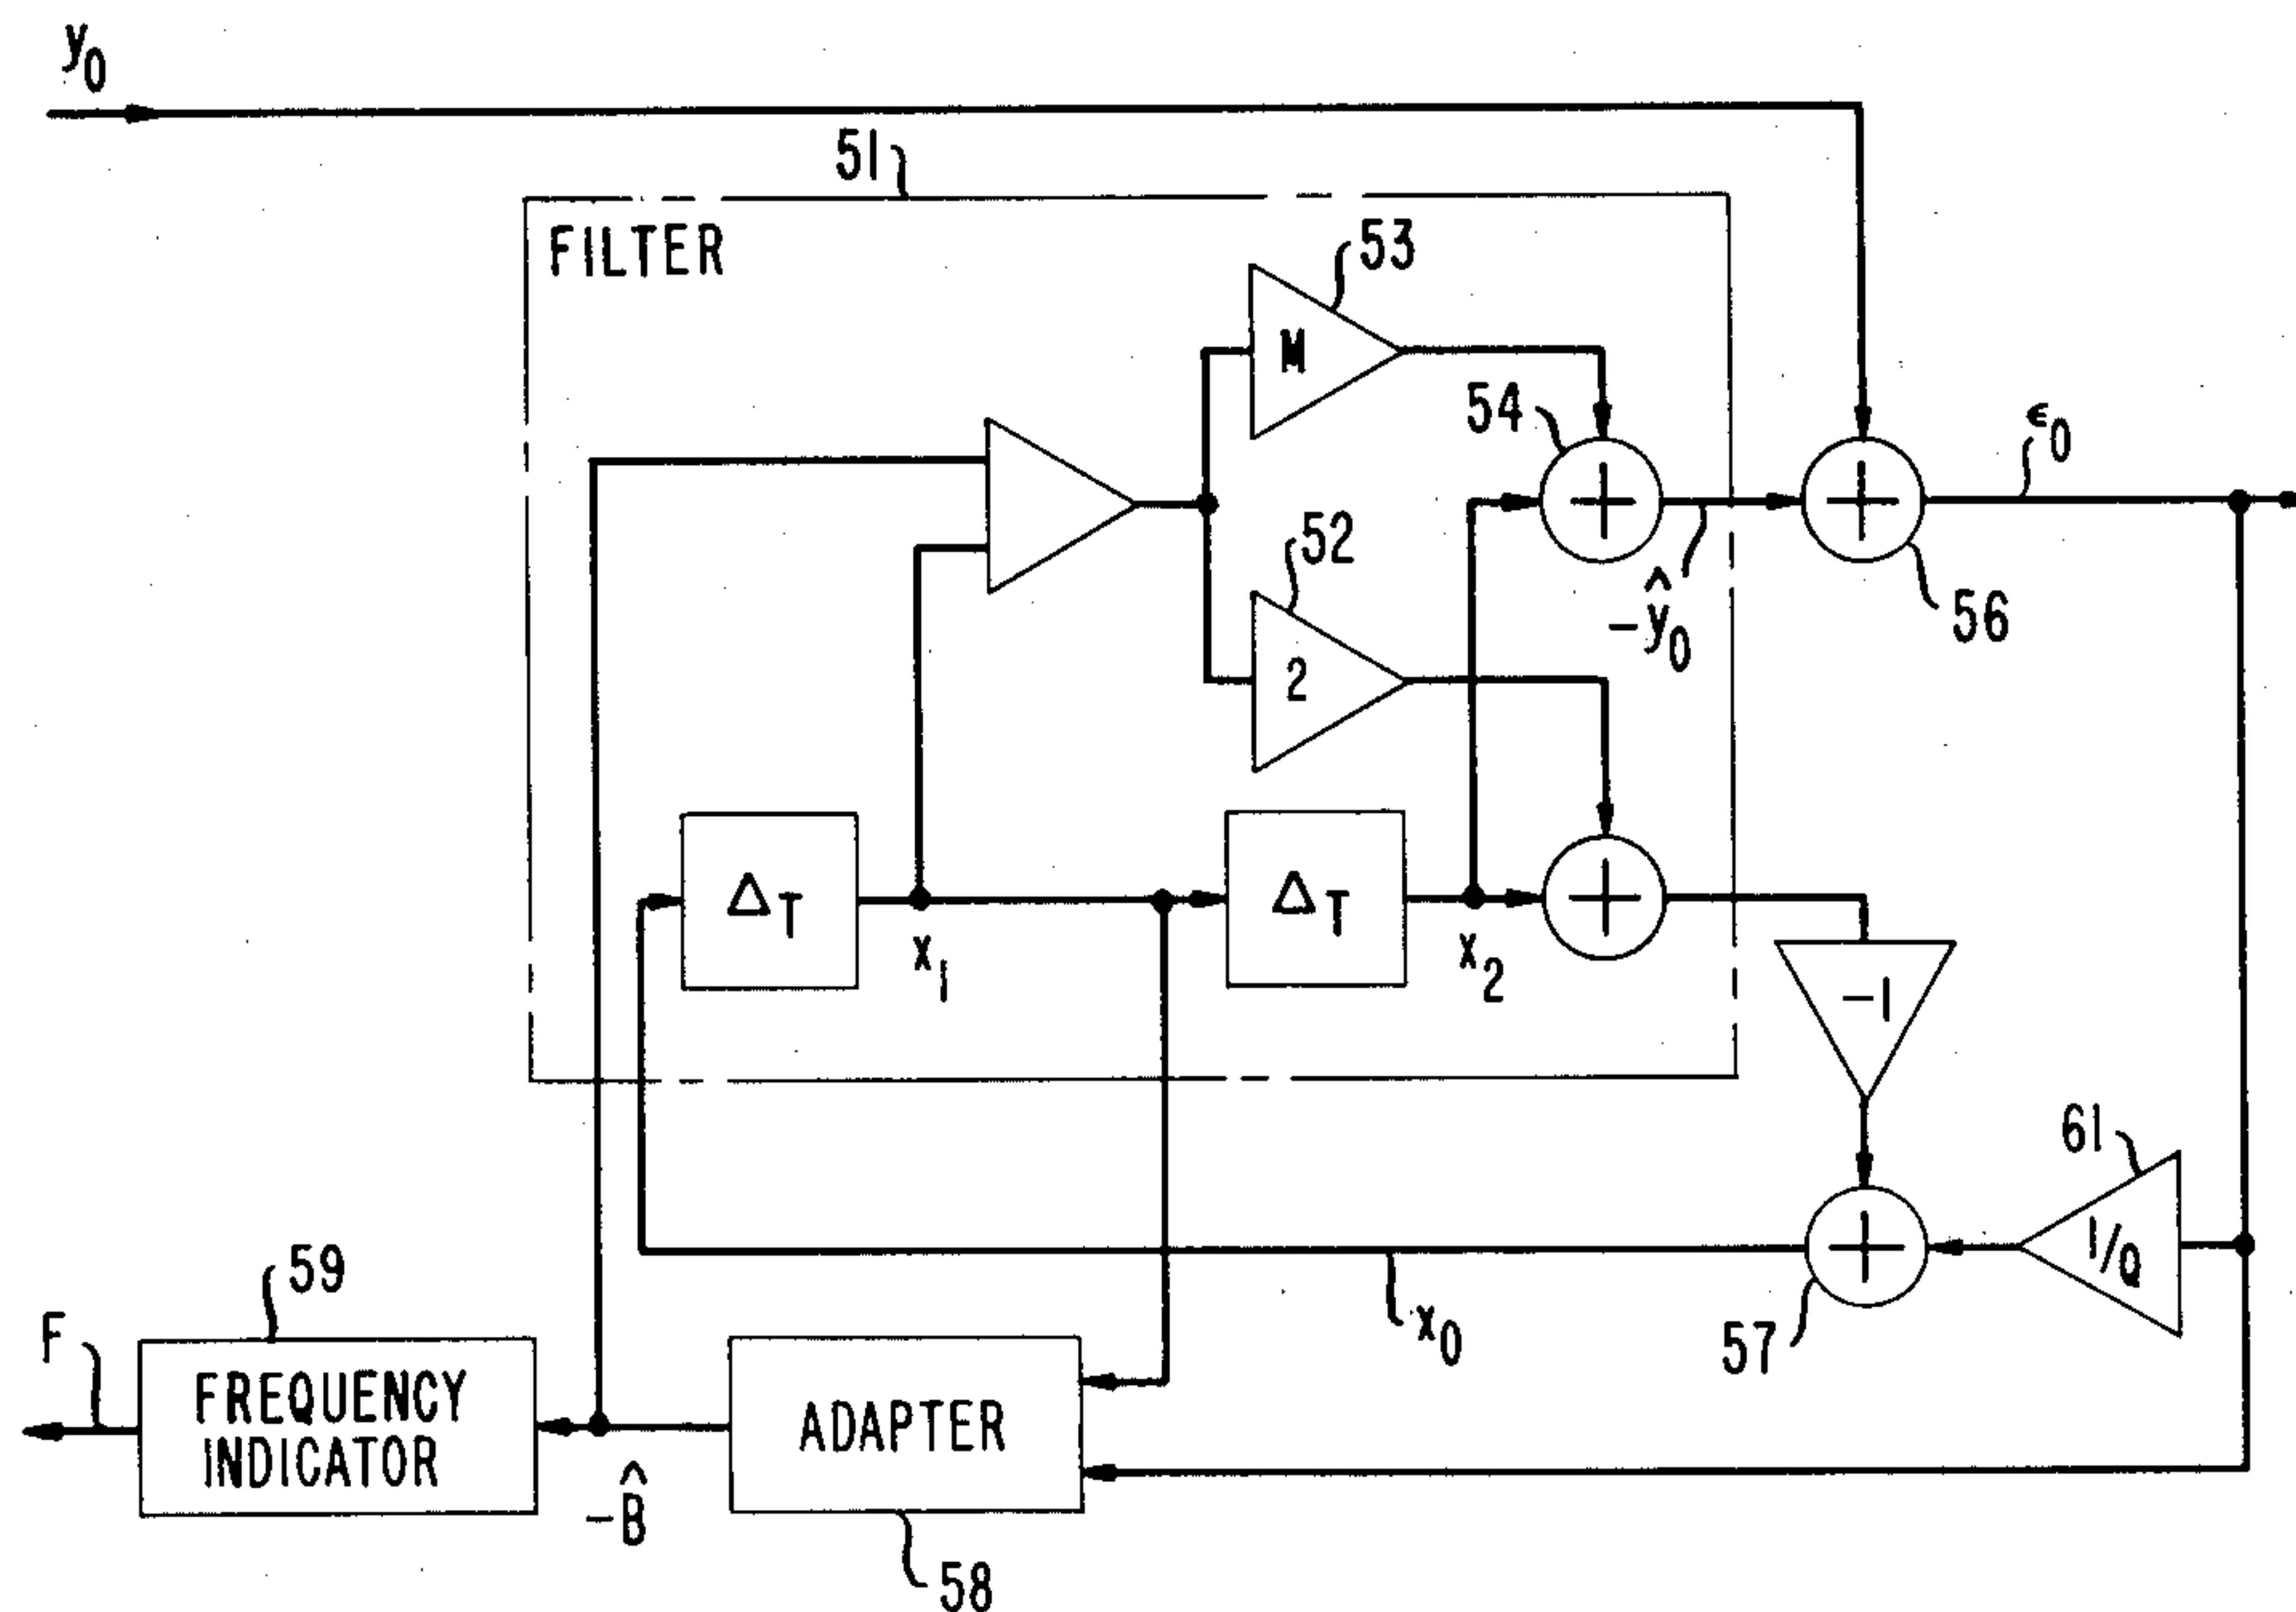 y0
51
FILTER
53
M
54
ϵ0
52
2
-ŷ0
56
ΔT
x1
ΔT
x2
+
+
+
-1
61
1/Q
+
57
x0
59
F
FREQUENCY
INDICATOR
ADAPTER
-B̂
58